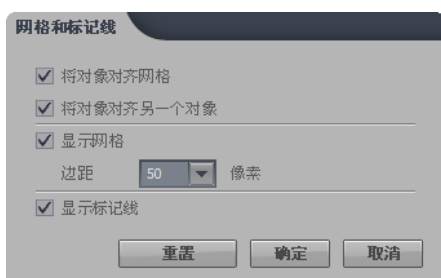 网格和标记线
将对象对齐网格
将对象对齐另一个对象
显示网格
边距 50 像素
显示标记线
重置 确定 取消